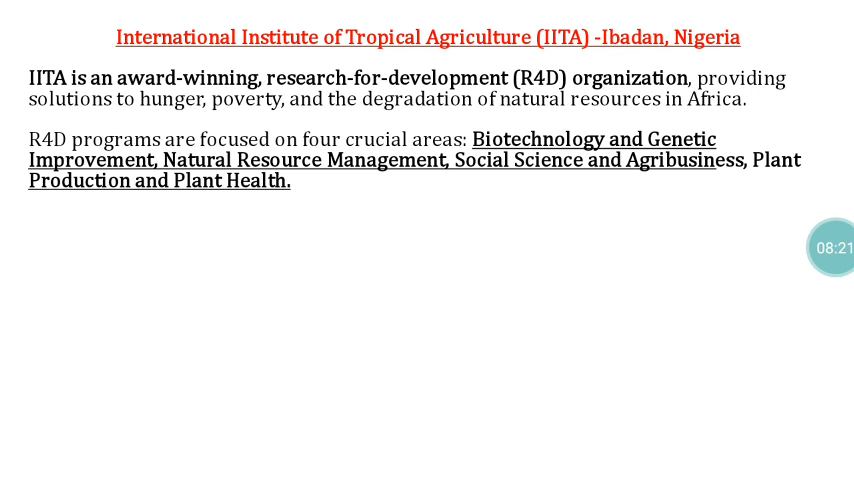 International Institute of Tropical Agriculture (IITA) -Ibadan, Nigeria
IITA is an award-winning, research-for-development (R4D) organization, providing
solutions to hunger, poverty, and the degradation of natural resources in Africa.
R4D programs are focused on four crucial areas: Biotechnology and Genetic
Improvement, Natural Resource Management, Social Science and Agribusiness, Plant
Production and Plant Health.
08:21